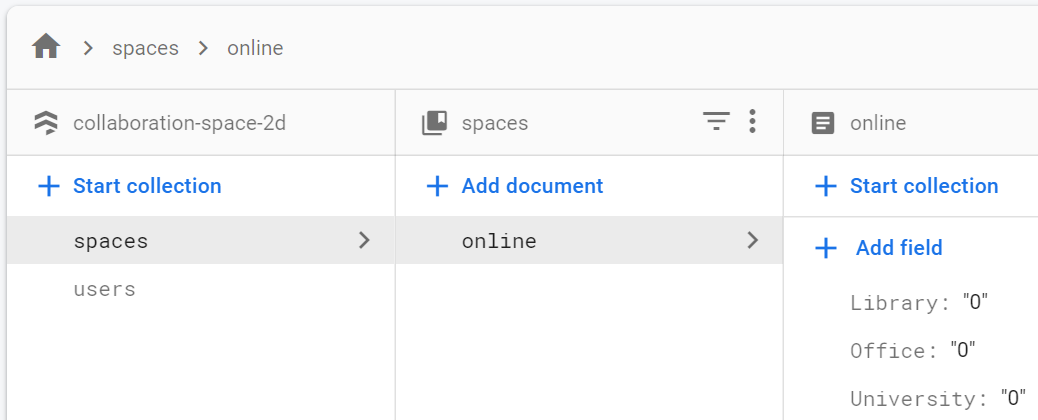 spaces > online
collaboration-space-2d
spaces
online
+ Start collection
+ Add document
+ Start collection
spaces >
online >
+ Add field
users
Library: "0"
Office: "0"
University: "0"